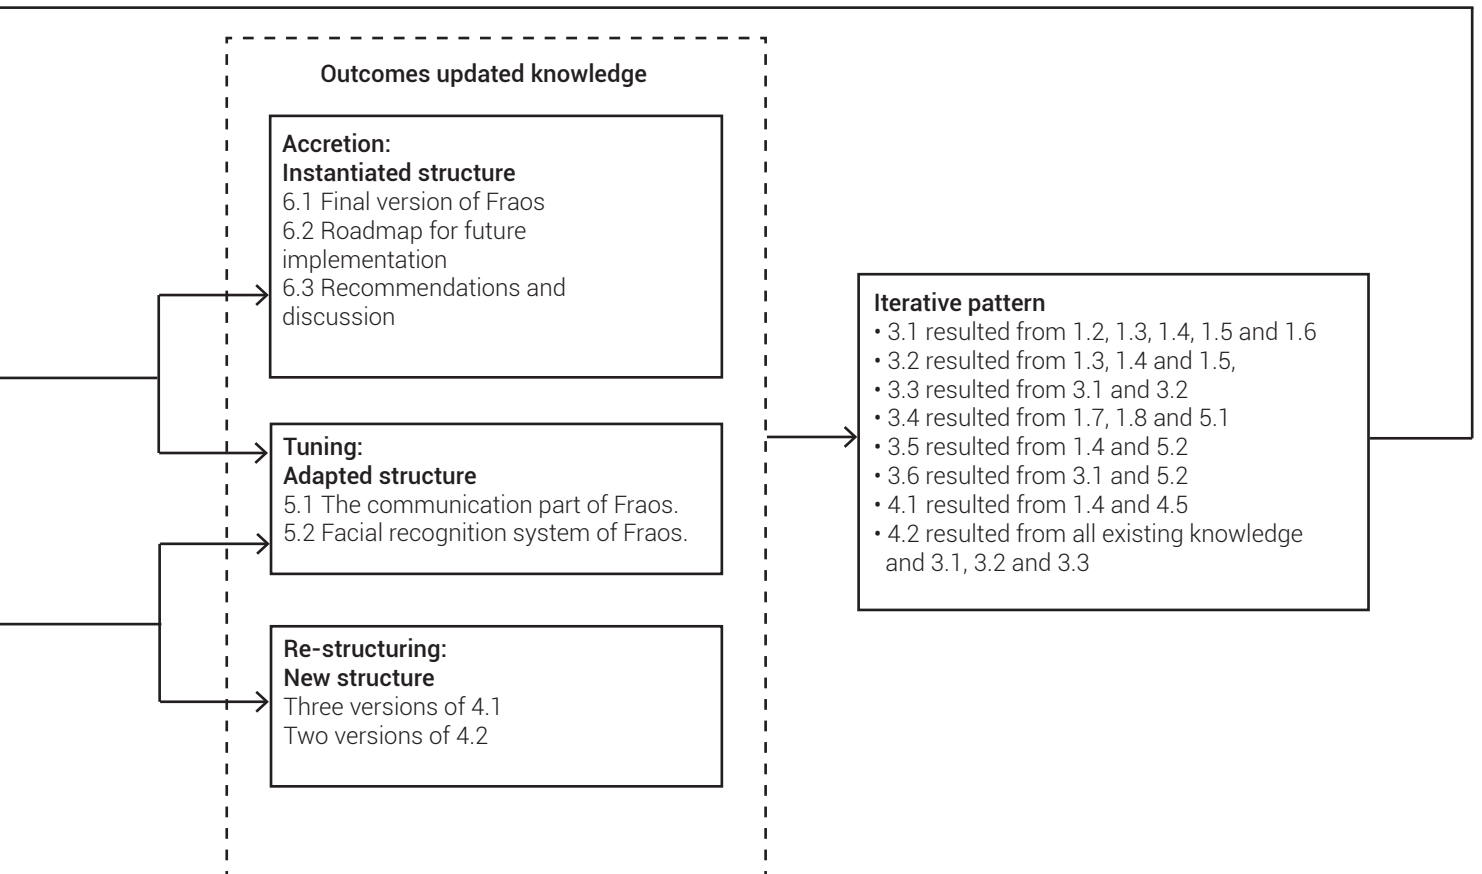 Outcomes updated knowledge
Accretion:
Instantiated structure
6.1 Final version of Fraos
6.2 Roadmap for future
implementation
6.3 Recommendations and
discussion
Tuning:
Adapted structure
5.1 The communication part of Fraos.
5.2 Facial recognition system of Fraos.
Re-structuring:
New structure
Three versions of 4.1
Two versions of 4.2
Iterative pattern
• 3.1 resulted from 1.2, 1.3, 1.4, 1.5 and 1.6
• 3.2 resulted from 1.3, 1.4 and 1.5,
• 3.3 resulted from 3.1 and 3.2
• 3.4 resulted from 1.7, 1.8 and 5.1
• 3.5 resulted from 1.4 and 5.2
• 3.6 resulted from 3.1 and 5.2
• 4.1 resulted from 1.4 and 4.5
• 4.2 resulted from all existing knowledge
and 3.1, 3.2 and 3.3